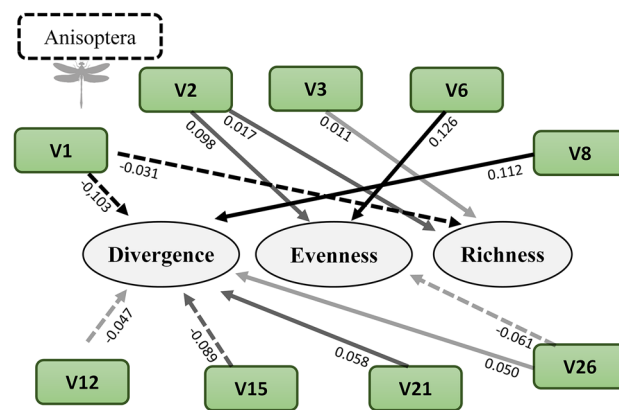 Anisoptera
V2
V3
V6
V1
V8
0.098
0.017
0.011
0.126
0.112
-0,103
-0.031
Divergence
Evenness
Richness
-0.047
-0.089
0.058
0.050
-0.061
V12
V15
V21
V26